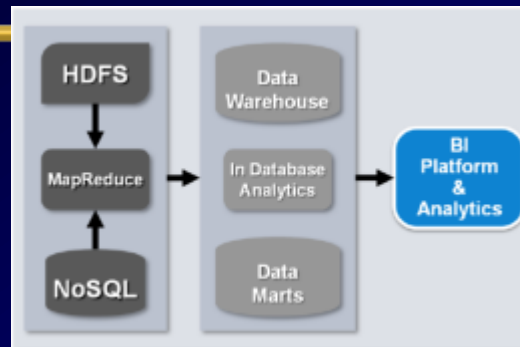 HDFS
MapReduce
NoSQL
Data
Warehouse
In Database
Analytics
Data
Marts
BI
Platform
&
Analytics